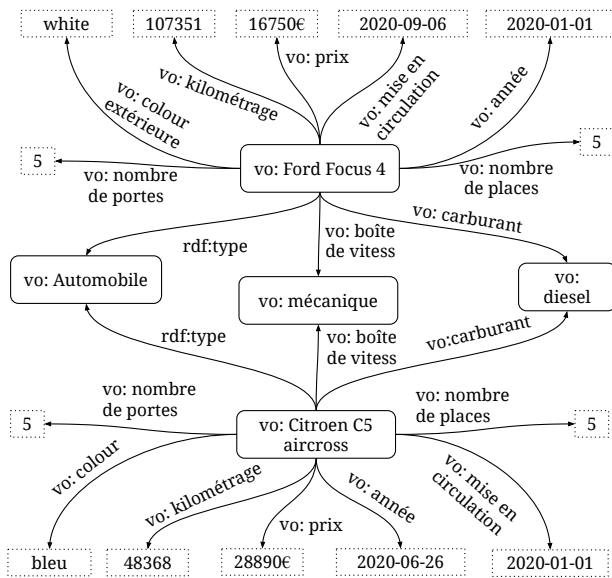 white
107351
16750€
2020-09-06
2020-01-01
vo: prix
vo: kilométrage
vo: mise en
circulation
vo: année
vo: colour
extérieure
5
5
vo: nombre
de portes
vo: Ford Focus 4
vo: nombre
de places
rdf:type
vo: boîte
de vitess
vo: carburant
vo: Automobile
vo: mécanique
vo:
diesel
rdf:type
vo: boîte
de vitess
vo:carburant
vo: nombre
de portes
vo: nombre
de places
5
vo: Citroen C5
aircross
5
vo: colour
vo: kilométrage
vo: prix
vo: année
vo: mise en
circulation
bleu
48368
28890€
2020-06-26
2020-01-01